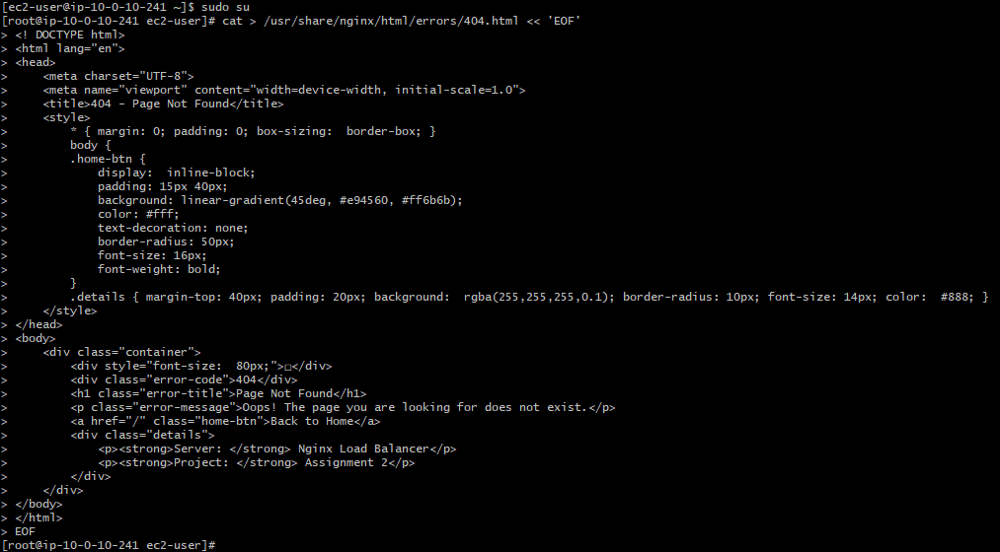 [ec2-user@ip-10-0-10-241 ~]$ sudo su
[root@ip-10-0-10-241 ec2-user]# cat > /usr/share/nginx/html/errors/404.html << 'EOF'
> <! DOCTYPE html>
> <html lang="en">
> <head>
>     <meta charset="UTF-8">
>     <meta name="viewport" content="width=device-width, initial-scale=1.0">
>     <title>404 - Page Not Found</title>
>     <style>
>         * { margin: 0; padding: 0; box-sizing:  border-box; }
>         body {
>         .home-btn {
>             display:  inline-block;
>             padding: 15px 40px;
>             background: linear-gradient(45deg, #e94560, #ff6b6b);
>             color: #fff;
>             text-decoration: none;
>             border-radius: 50px;
>             font-size: 16px;
>             font-weight: bold;
>         }
>         .details { margin-top: 40px; padding: 20px; background:  rgba(255,255,255,0.1); border-radius: 10px; font-size: 14px; color:  #888; }
>     </style>
> </head>
> <body>
>     <div class="container">
>         <div style="font-size:  80px;">□</div>
>         <div class="error-code">404</div>
>         <h1 class="error-title">Page Not Found</h1>
>         <p class="error-message">Oops! The page you are looking for does not exist.</p>
>         <a href="/" class="home-btn">Back to Home</a>
>         <div class="details">
>             <p><strong>Server: </strong> Nginx Load Balancer</p>
>             <p><strong>Project: </strong> Assignment 2</p>
>         </div>
>     </div>
> </body>
> </html>
> EOF
[root@ip-10-0-10-241 ec2-user]#